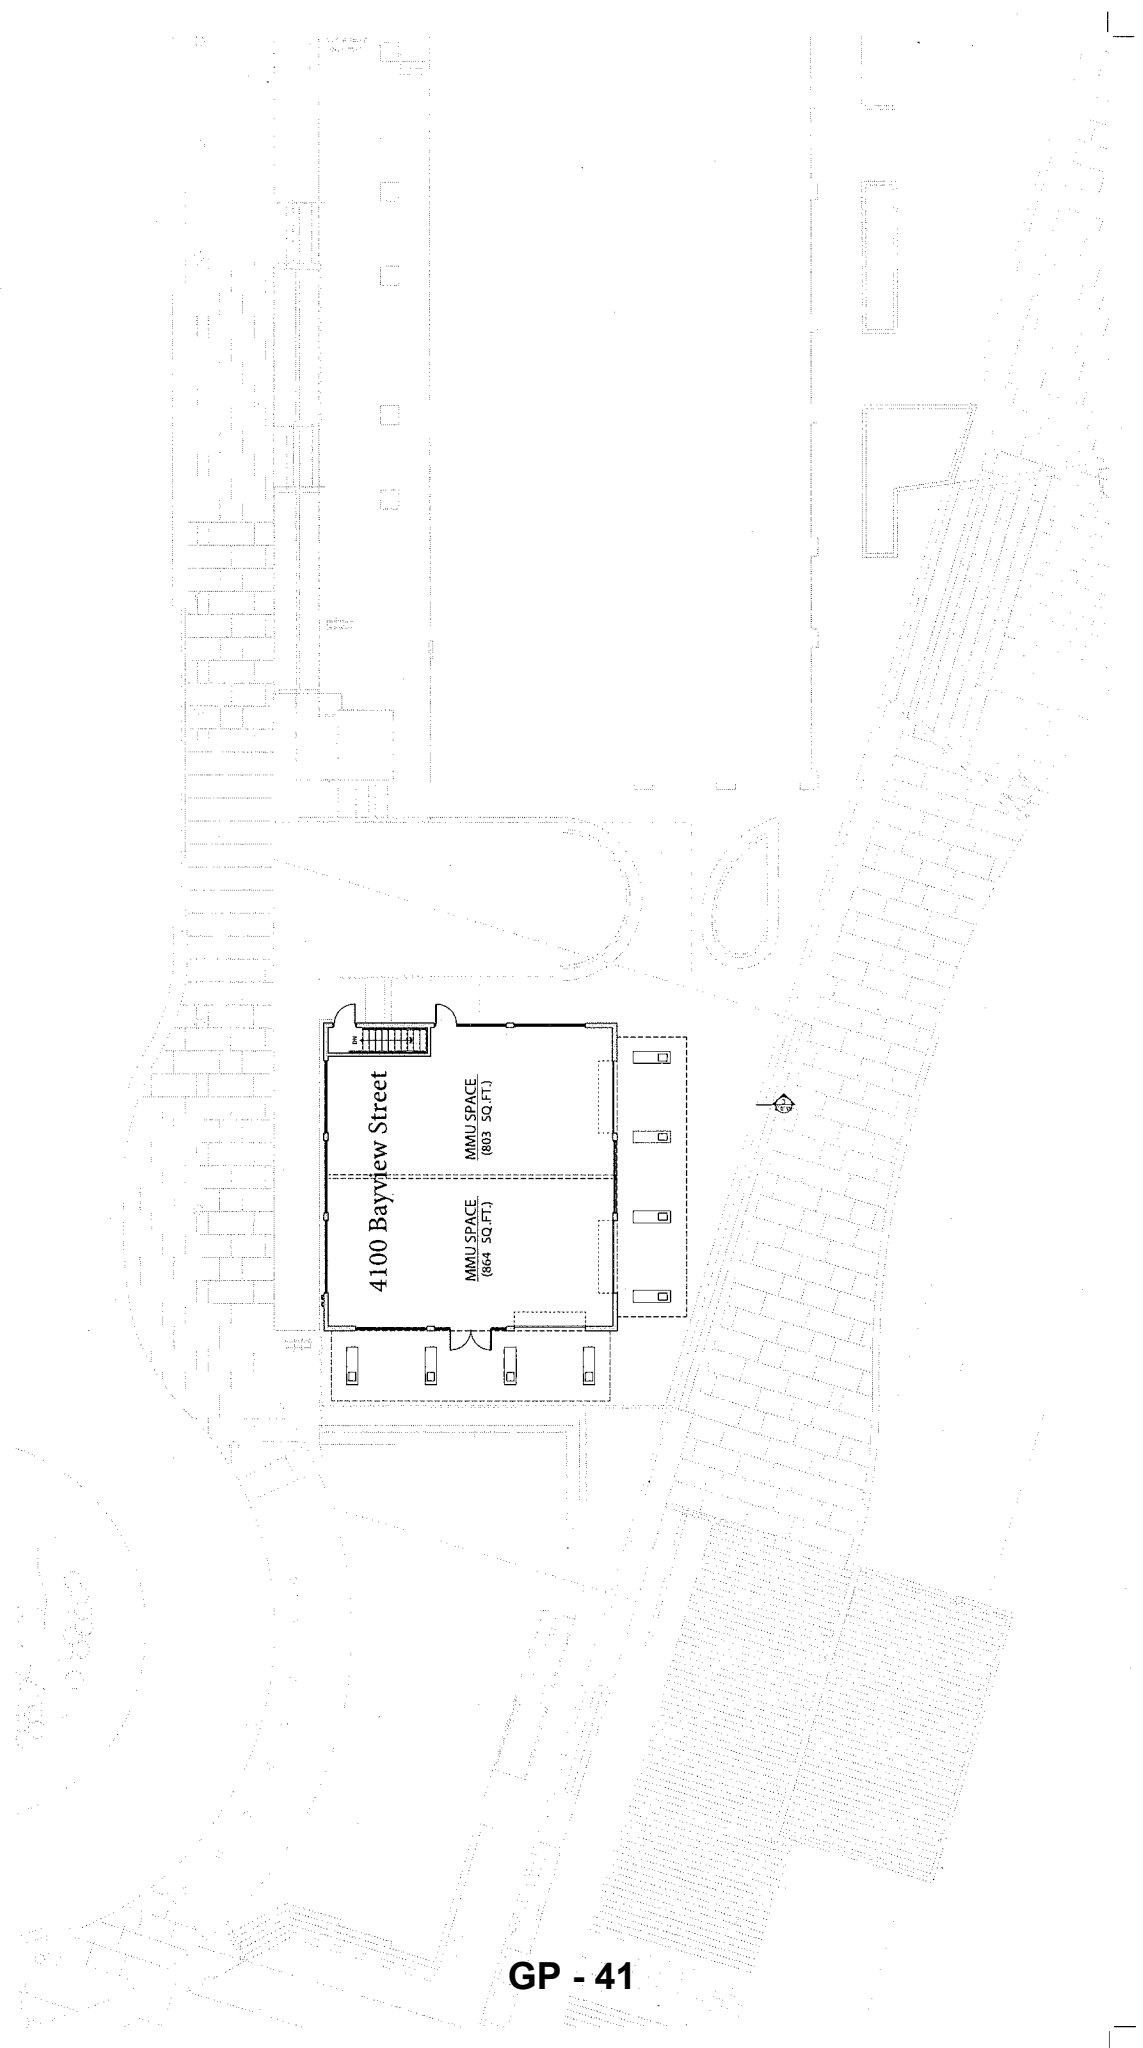 4100 Bayview Street
MMU SPACE
(864 SQ.FT.)
MMU SPACE
(803 SQ.FT.)
DN
GP - 41